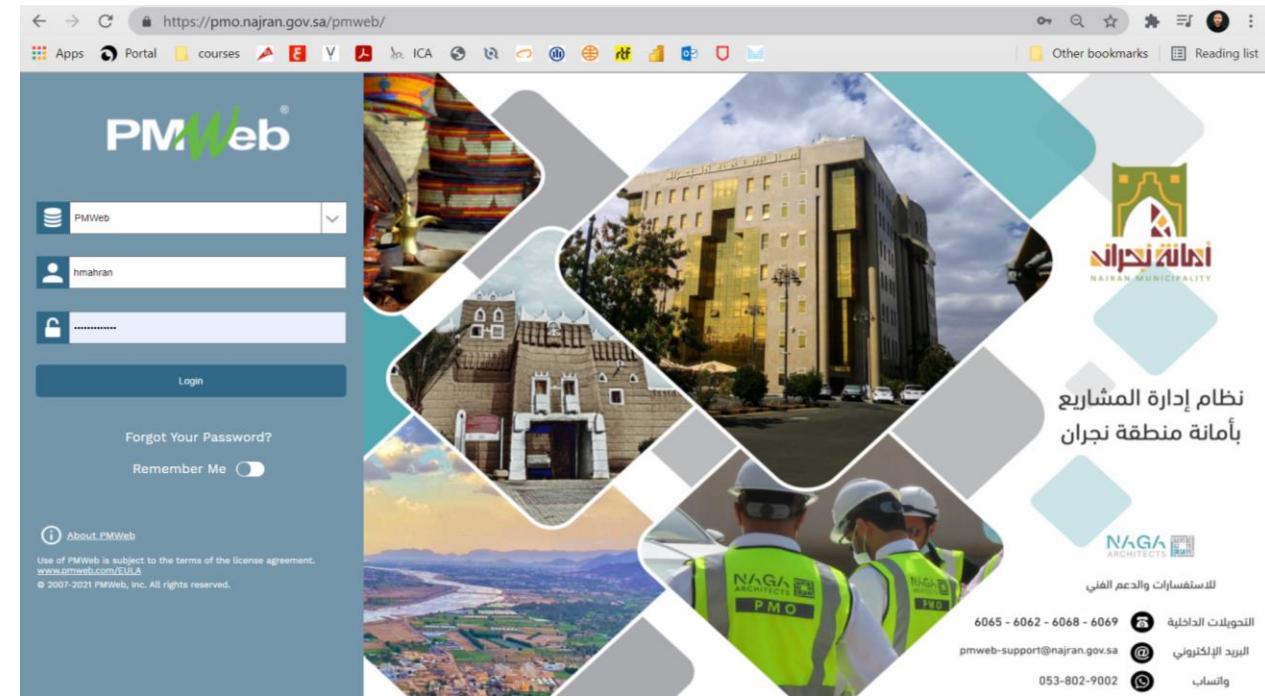 https://pmo.najran.gov.sa/pmweb/
Apps
Portal
courses
ICA
rtf
Other bookmarks
Reading list
PMWeb®
PMWeb
hmahran
Login
Forgot Your Password?
Remember Me
About PMWeb
Use of PMWeb is subject to the terms of the license agreement.
www.pmweb.com/EULA
© 2007-2021 PMWeb, Inc. All rights reserved.
أمانة نجران
NAJRAN MUNICIPALITY
نظام إدارة المشاريع
بأمانة منطقة نجران
NAGA
ARCHITECTS
للاستفسارات والدعم الفني
التحويلات الداخلية 6065 - 6062 - 6068 - 6069
البريد الإلكتروني pmweb-support@najran.gov.sa
واتساب 053-802-9002
NAGA
ARCHITECTS
PMO
NAGA
ARCHITECTS
PMO